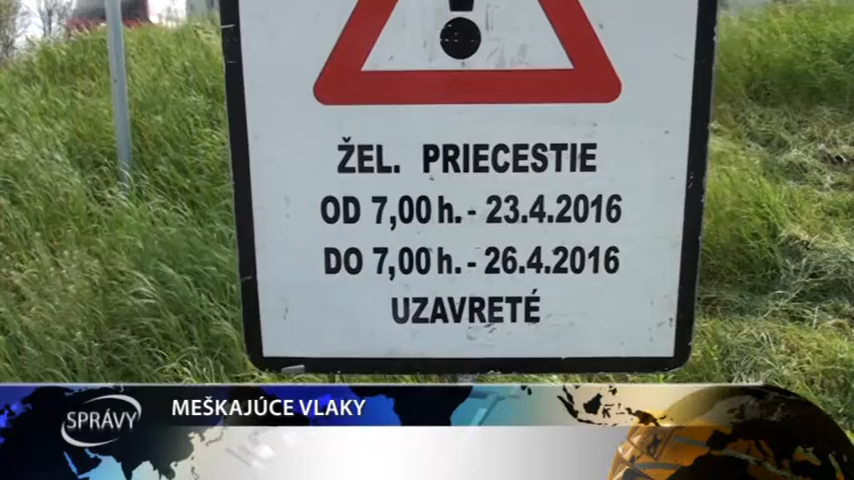 ŽEL. PRIECESTIE
OD 7,00 h. - 23.4.2016
DO 7,00 h. - 26.4.2016
UZAVRETÉ
SPRÁVY
MEŠKAJÚCE VLAKY